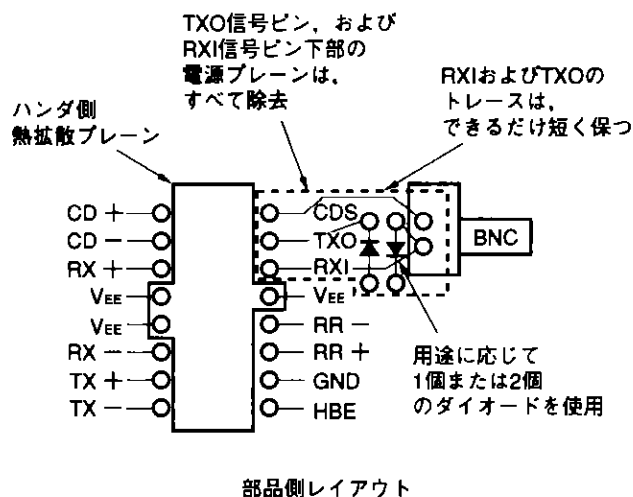 TXO信号ピン，および
RXI信号ピン下部の
電源プレーンは，
すべて除去
RXIおよびTXOの
トレースは，
できるだけ短く保つ
ハンダ側
熱拡散プレーン
CD +
CD −
RX +
VEE
VEE
RX −
TX +
TX −
CDS
TXO
RXI
VEE
RR −
RR +
GND
HBE
BNC
用途に応じて
1個または2個
のダイオードを使用
部品側レイアウト